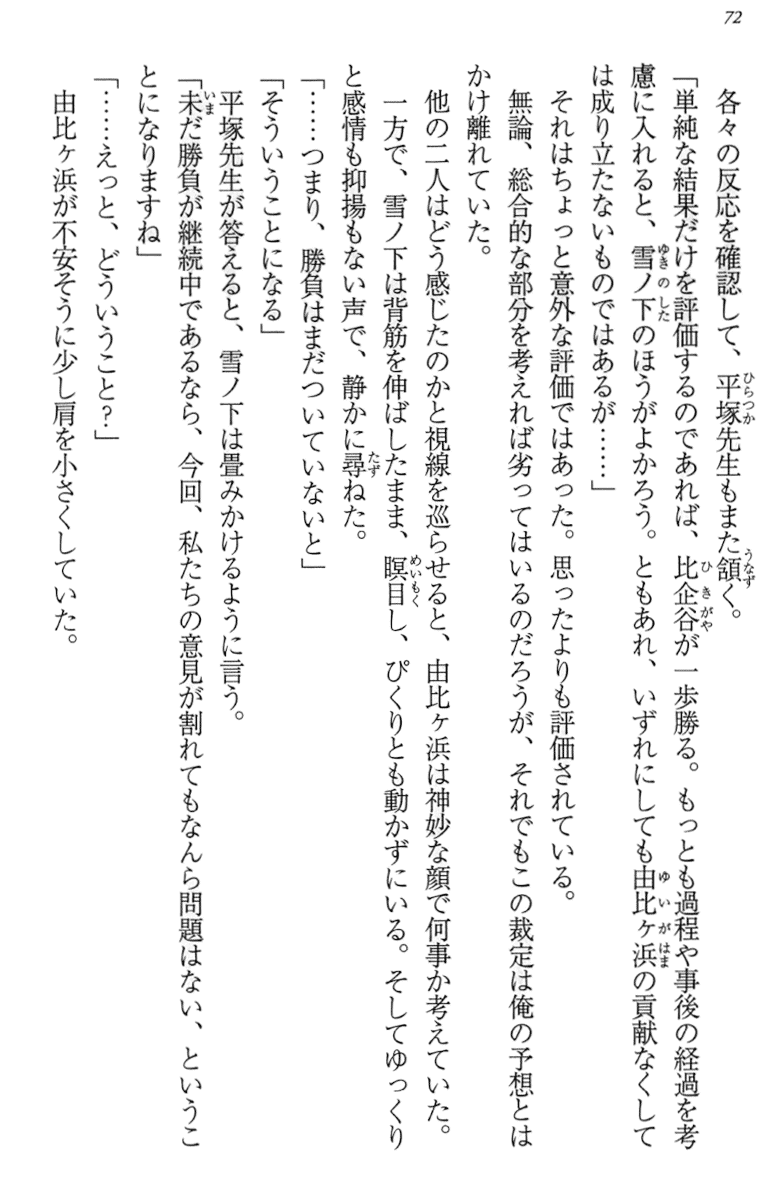 72
各々の反応を確認して、平塚先生もまた頷く。
「単純な結果だけを評価するのであれば、比企谷が一歩勝る。もっとも過程や事後の経過を考
慮に入れると、雪ノ下のほうがよかろう。ともあれ、いずれにしても由比ヶ浜の貢献なくして
は成り立たないものではあるが……」
それはちょっと意外な評価ではあった。思ったよりも評価されている。
無論、総合的な部分を考えれば劣ってはいるのだろうが、それでもこの裁定は俺の予想とは
かけ離れていた。
他の二人はどう感じたのかと視線を巡らせると、由比ヶ浜は神妙な顔で何事か考えていた。
一方で、雪ノ下は背筋を伸ばしたまま、瞑目し、ぴくりとも動かずにいる。そしてゆっくり
と感情も抑揚もない声で、静かに尋ねた。
「……つまり、勝負はまだついていないと」
「そういうことになる」
平塚先生が答えると、雪ノ下は畳みかけるように言う。
「未だ勝負が継続中であるなら、今回、私たちの意見が割れてもなんら問題はない、というこ
とになりますね」
「……えっと、どういうこと？」
由比ヶ浜が不安そうに少し肩を小さくしていた。